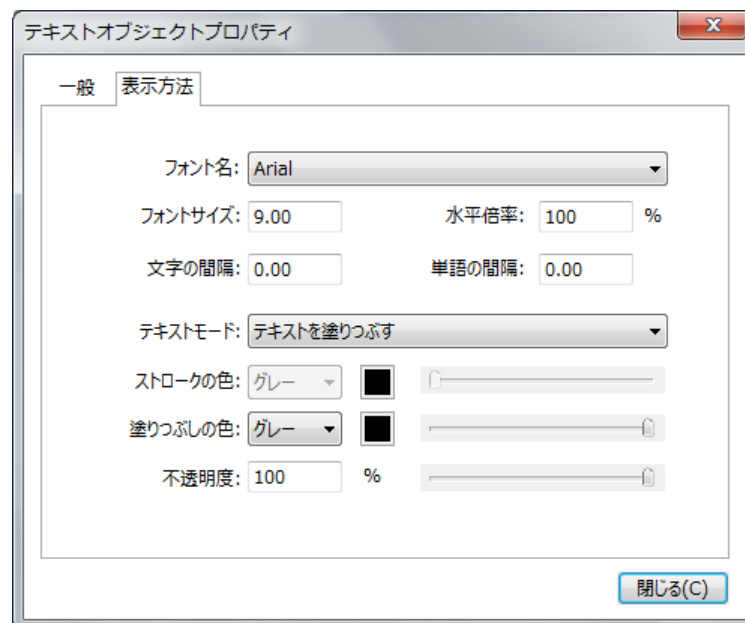 テキストオブジェクトプロパティ
一般 表示方法
フォント名: Arial
フォントサイズ: 9.00 水平倍率: 100 %
文字の間隔: 0.00 単語の間隔: 0.00
テキストモード: テキストを塗りつぶす
ストロークの色: グレー
塗りつぶしの色: グレー
不透明度: 100 %
閉じる(C)